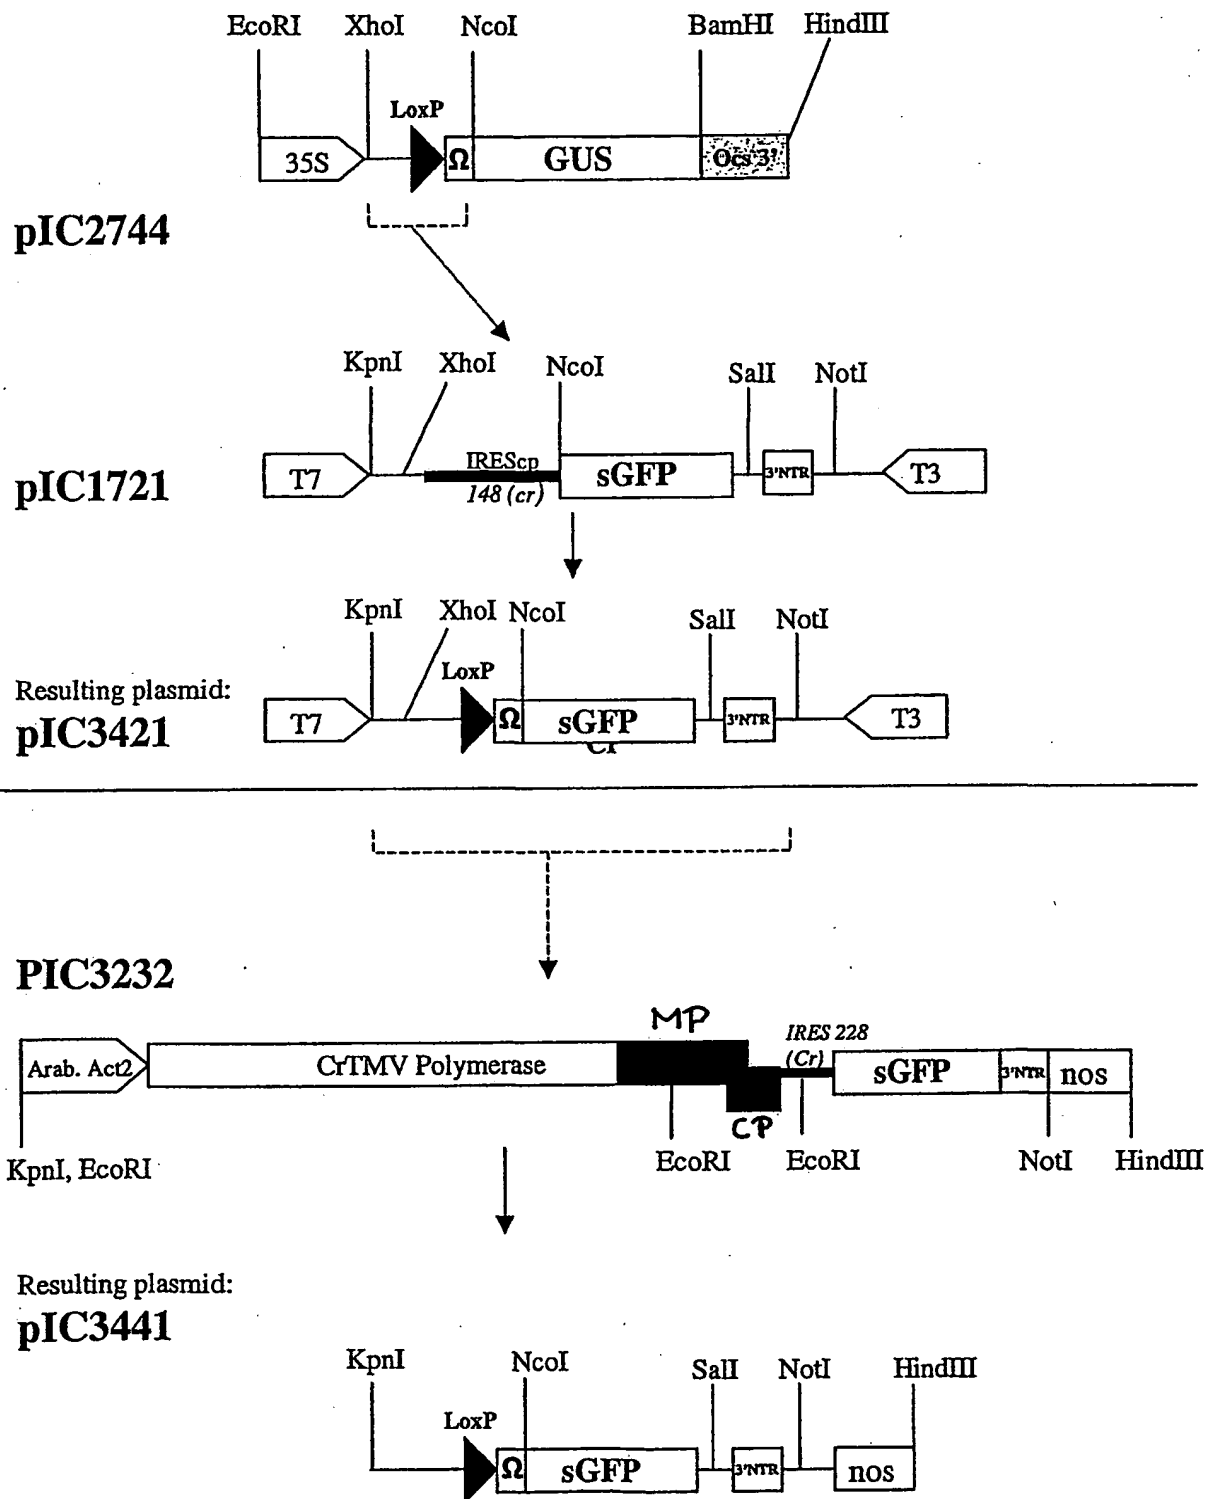 EcoRI XhoI NcoI BamHI HindIII
LoxP
35S Ω GUS Ocs 3'
pIC2744
KpnI XhoI NcoI SalI NotI
T7 IREScp sGFP 3'NTR T3
148 (cr)
pIC1721
KpnI XhoI NcoI SalI NotI
LoxP
Resulting plasmid:
T7 Ω sGFP 3'NTR T3
pIC3421
PIC3232
MP
IRES 228
(Cr)
Arab. Act2 CrTMV Polymerase sGFP 3'NTR nos
CP
KpnI, EcoRI EcoRI EcoRI NotI HindIII
Resulting plasmid:
pIC3441
KpnI NcoI SalI NotI HindIII
LoxP
Ω sGFP 3'NTR nos